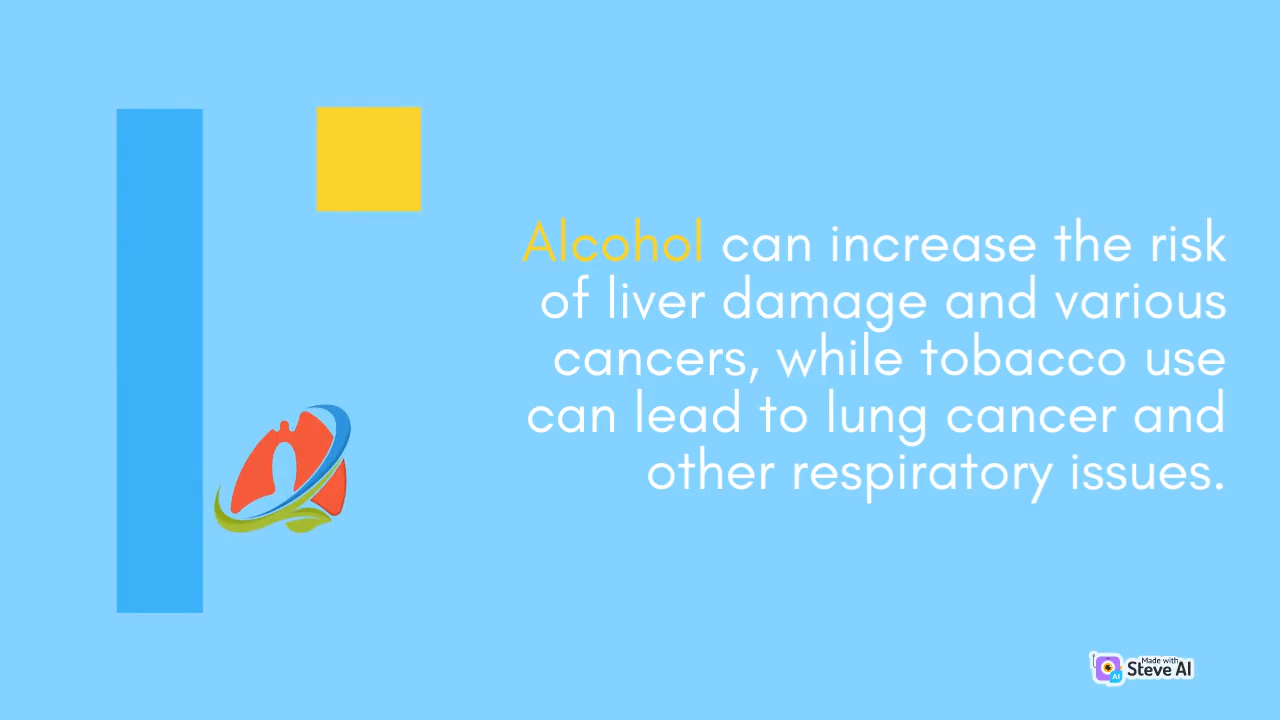 Alcohol can increase the risk
of liver damage and various
cancers, while tobacco use
can lead to lung cancer and
other respiratory issues.
Made with
Steve AI
AI